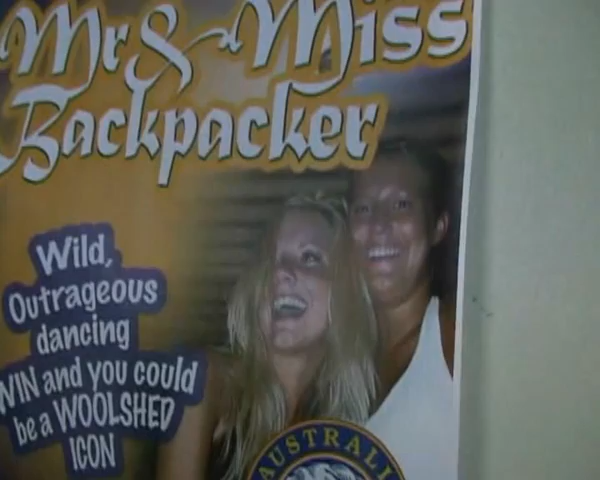 Mr & Miss
Backpacker
Wild,
Outrageous
dancing
WIN and you could
be a WOOLSHED
ICON
AUSTRALI